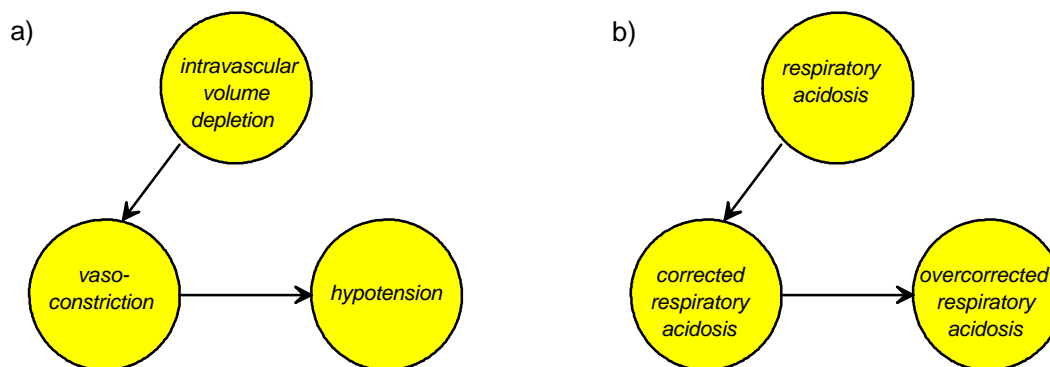 a)
intravascular
volume
depletion
vaso-
constriction
hypotension
b)
respiratory
acidosis
corrected
respiratory
acidosis
overcorrected
respiratory
acidosis